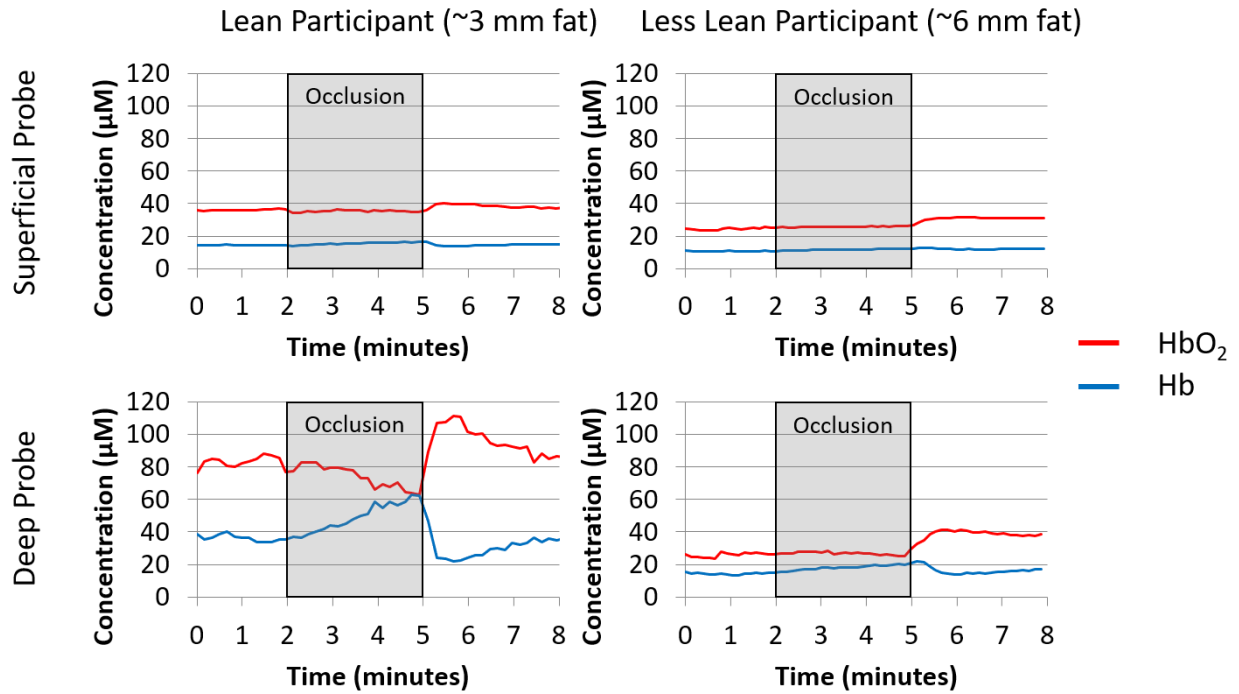 Lean Participant (~3 mm fat)
Less Lean Participant (~6 mm fat)
Superficial Probe
Concentration (µM)
120
100
80
60
40
20
0
Occlusion
0 1 2 2 3 4 5 6 7 8
Time (minutes)
Concentration (µM)
120
100
80
60
40
20
0
Occlusion
0 1 2 3 4 5 6 7 8
Time (minutes)
HbO₂
Hb
Deep Probe
Concentration (µM)
120
100
80
60
40
20
0
Occlusion
0 1 2 3 4 5 6 7 8
Time (minutes)
Concentration (µM)
120
100
80
60
40
20
0
Occlusion
0 1 2 3 4 5 6 7 8
Time (minutes)